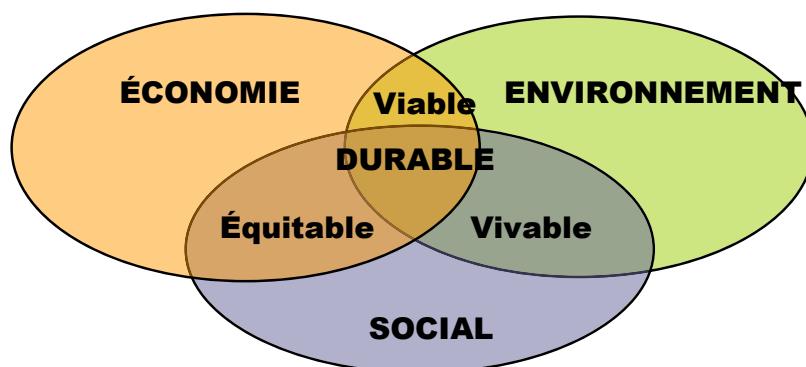 ÉCONOMIE
Viable
ENVIRONNEMENT
DURABLE
Équitable
Vivable
SOCIAL